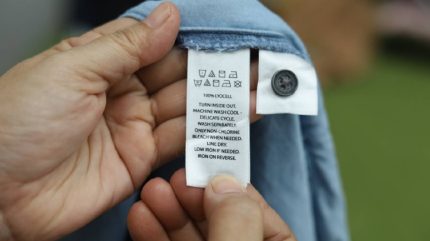 100% LYOCELL
TURN INSIDE OUT.
MACHINE WASH COOL -
DELICATE CYCLE.
WASH SEPARATELY.
ONLY NON-CHLORINE
BLEACH WHEN NEEDED.
LINE DRY.
LOW IRON IF NEEDED.
IRON ON REVERSE.